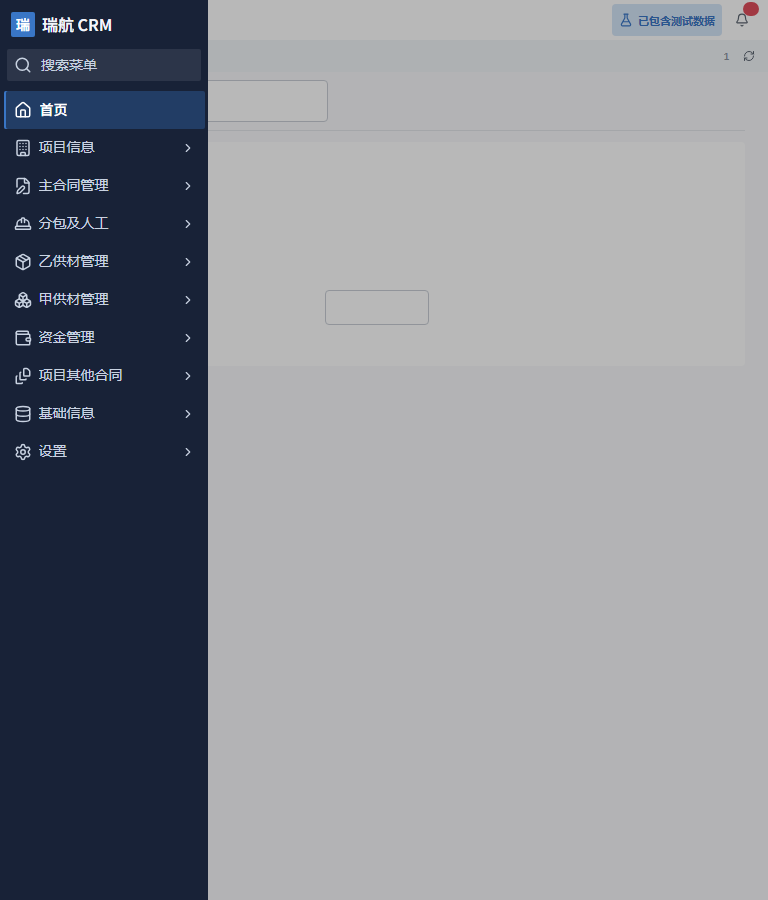 瑞 瑞航 CRM
已包含测试数据
搜索菜单
1
首页
项目信息
主合同管理
分包及人工
乙供材管理
甲供材管理
资金管理
项目其他合同
基础信息
设置